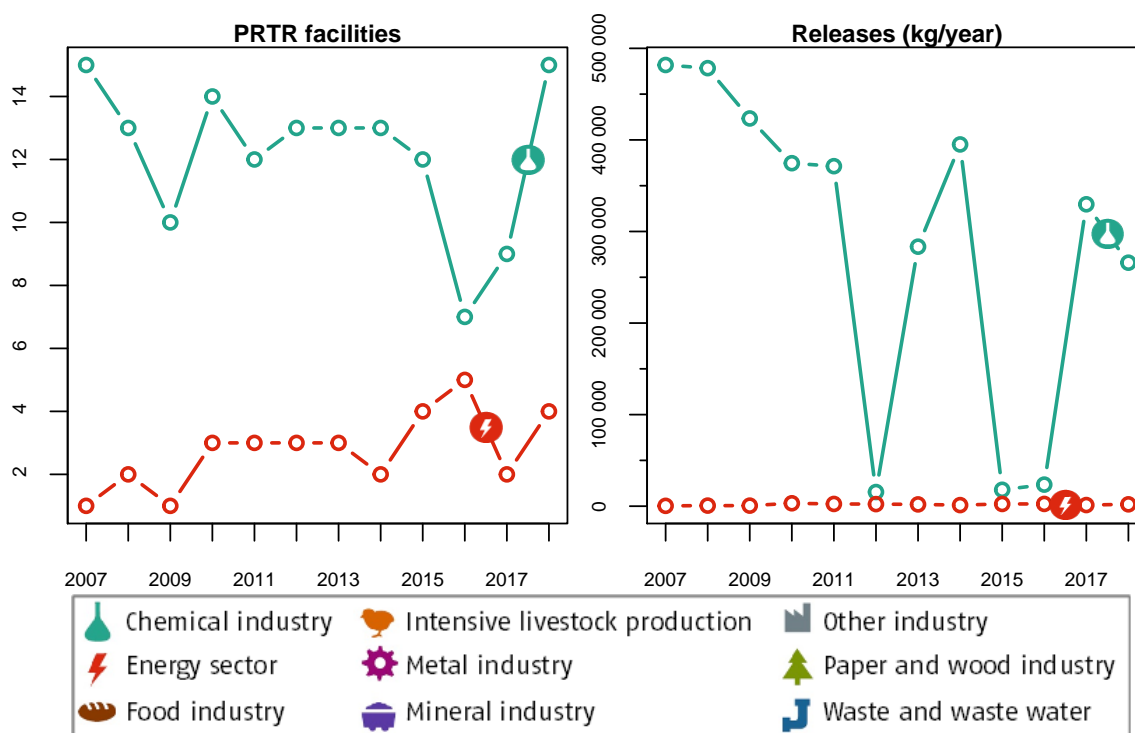 PRTR facilities
14
12
10
8
6
4
2
2007 2009 2011 2013 2015 2017
Releases (kg/year)
500 000
400 000
300 000
200 000
100 000
0
2007 2009 2011 2013 2015 2017
Chemical industry Intensive livestock production Other industry
Energy sector Metal industry Paper and wood industry
Food industry Mineral industry Waste and waste water